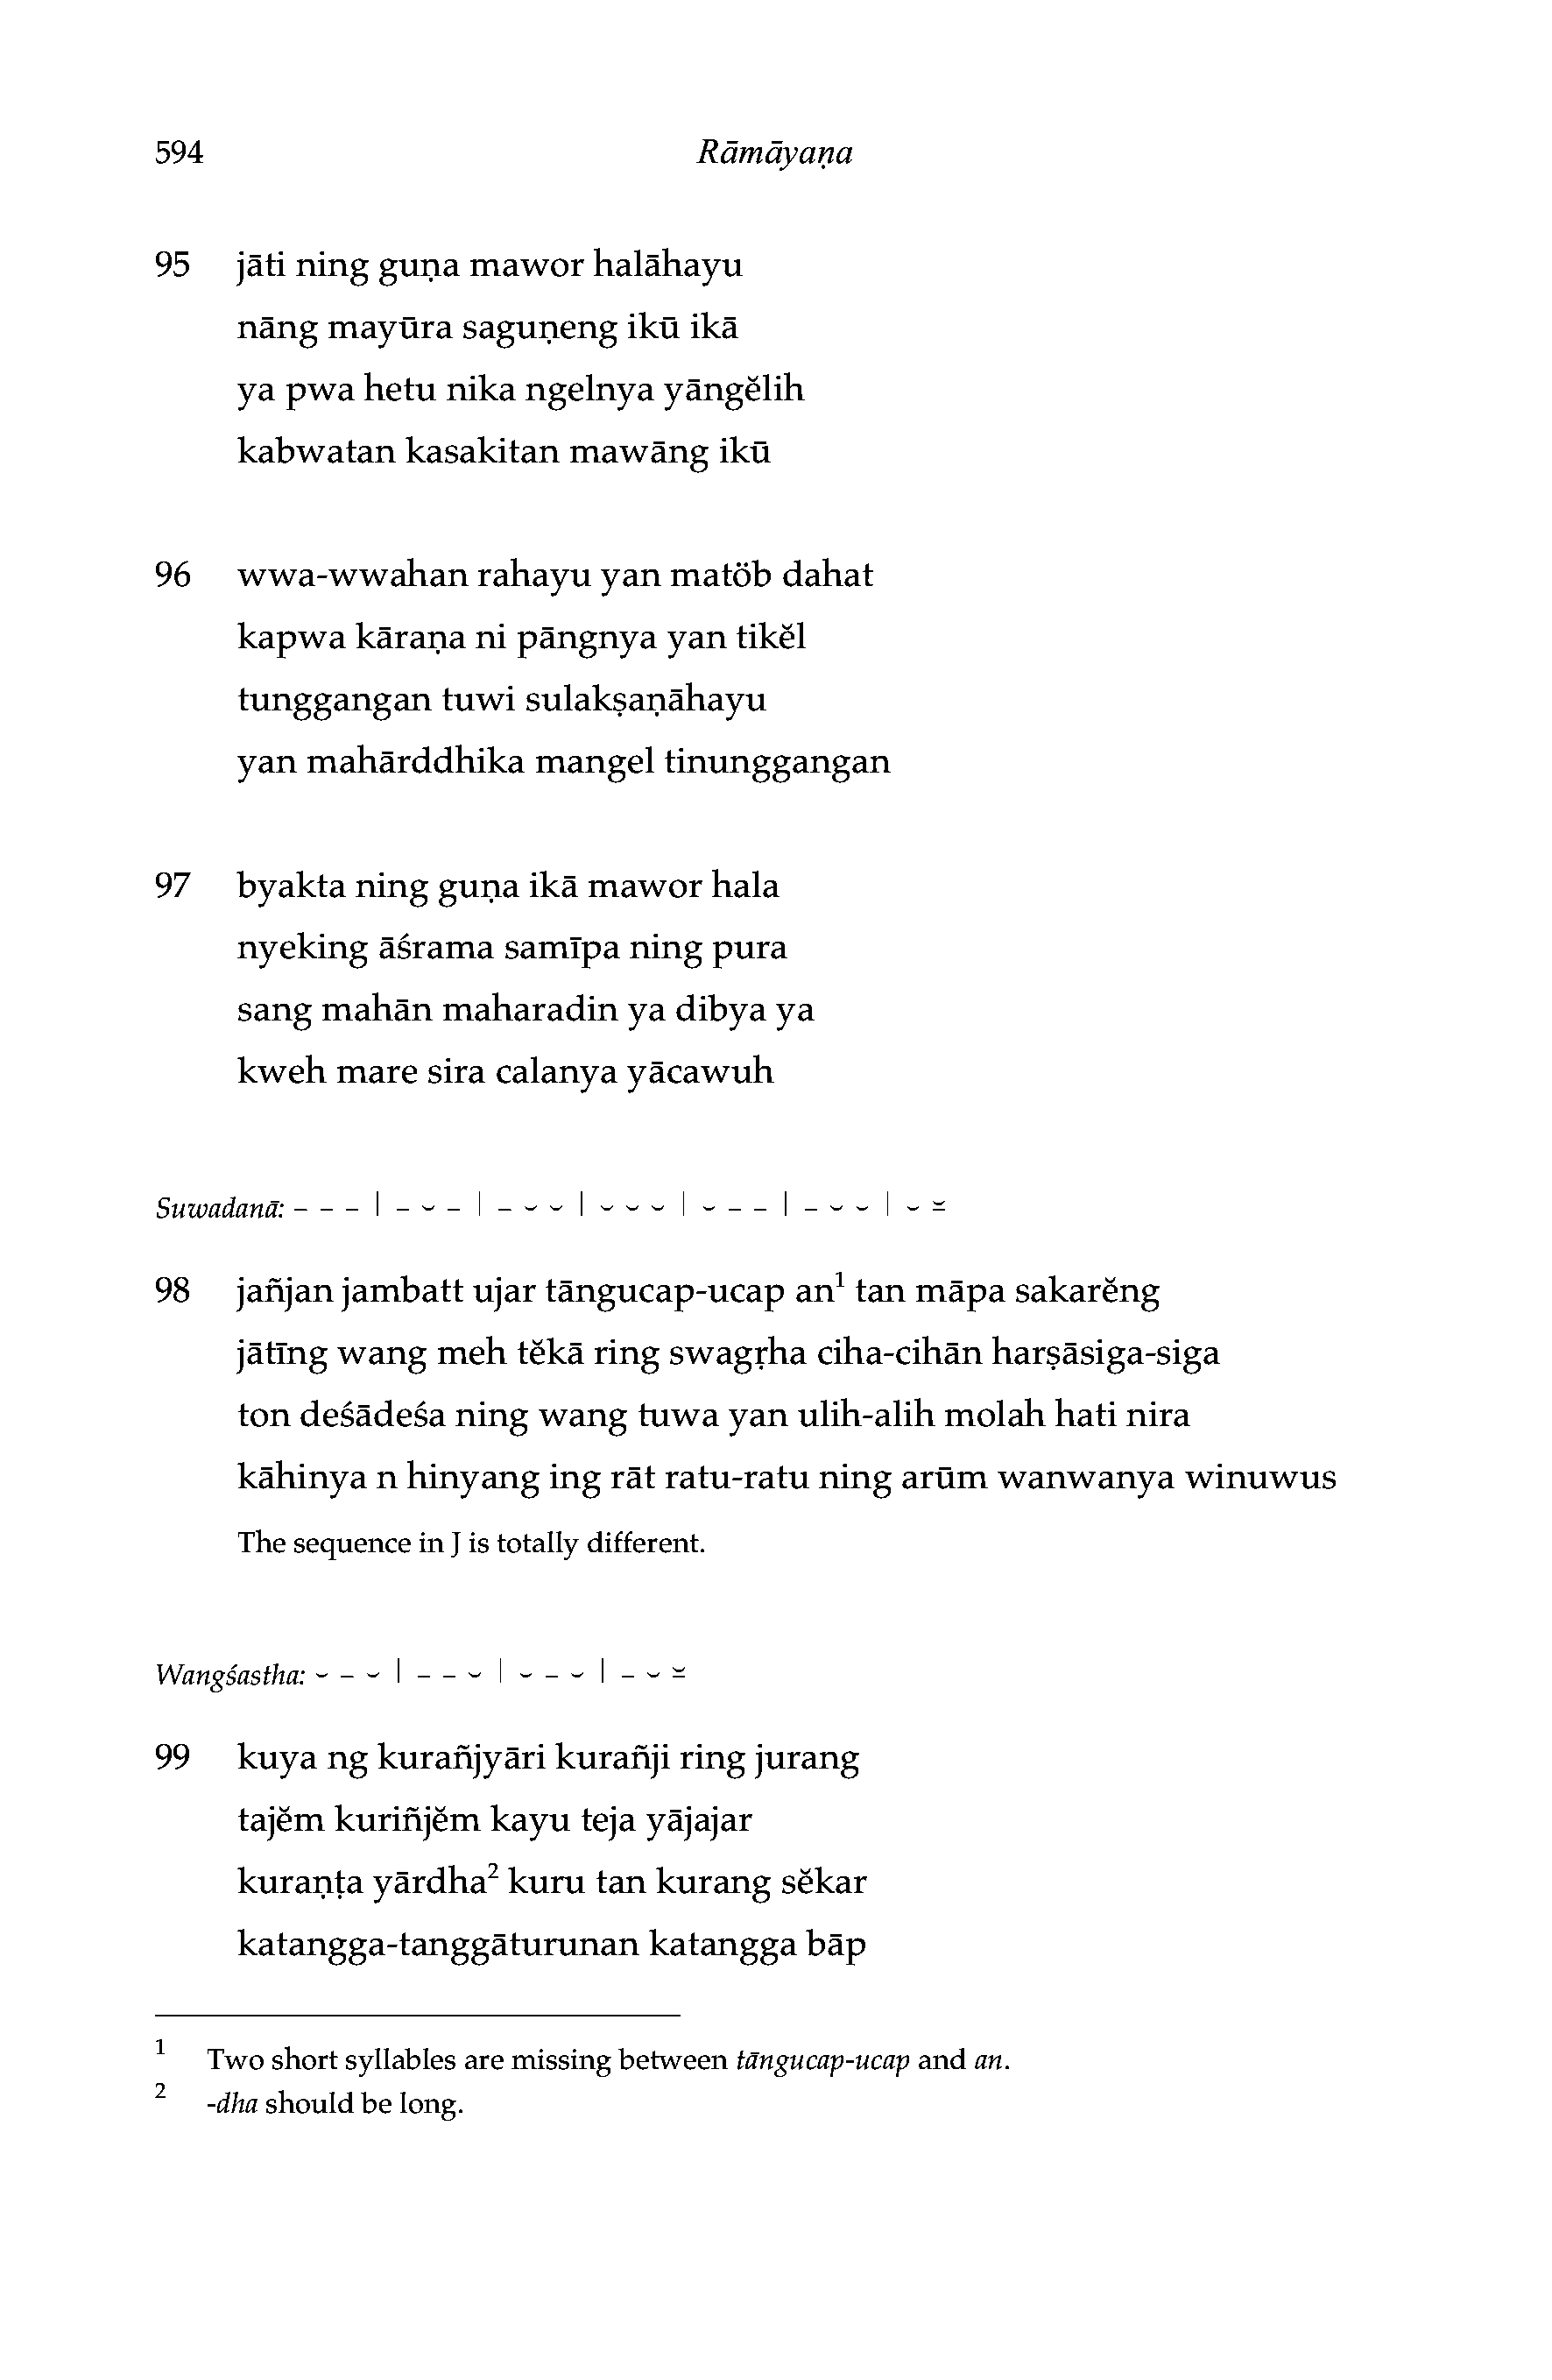 594 Rāmāyaṇa
95 jāti ning guṇa mawor halāhayu
nāng mayūra saguṇeng ikū ikā
ya pwa hetu nika ngelnya yāngĕlih
kabwatan kasakitan mawāng ikū
96 wwa-wwahan rahayu yan matöb dahat
kapwa kāraṇa ni pāngnya yan tikĕl
tunggangan tuwi sulakṣaṇāhayu
yan mahārddhika mangel tinunggangan
97 byakta ning guṇa ikā mawor hala
nyeking āśrama samīpa ning pura
sang mahān maharadin ya dibya ya
kweh mare sira calanya yācawuh
Suwadanā: – – – | – ⏑ – | – ⏑ ⏑ | ⏑ ⏑ ⏑ | ⏑ – – | – ⏑ ⏑ | ⏑ ⏓
98 jañjan jambatt ujar tāngucap-ucap an¹ tan māpa sakarĕng
jātīng wang meh tĕkā ring swagṛha ciha-cihān harṣāsiga-siga
ton deśādeśa ning wang tuwa yan ulih-alih molah hati nira
kāhinya n hinyang ing rāt ratu-ratu ning arūm wanwanya winuwus
The sequence in J is totally different.
Wangśastha: ⏑ – ⏑ | – – ⏑ | ⏑ – ⏑ | – ⏑ ⏓
99 kuya ng kurañjyāri kurañji ring jurang
tajĕm kuriñjĕm kayu teja yājajar
kuraṇṭa yārdha² kuru tan kurang sĕkar
katangga-tanggāturunan katangga bāp
1 Two short syllables are missing between tāngucap-ucap and an.
2 -dha should be long.